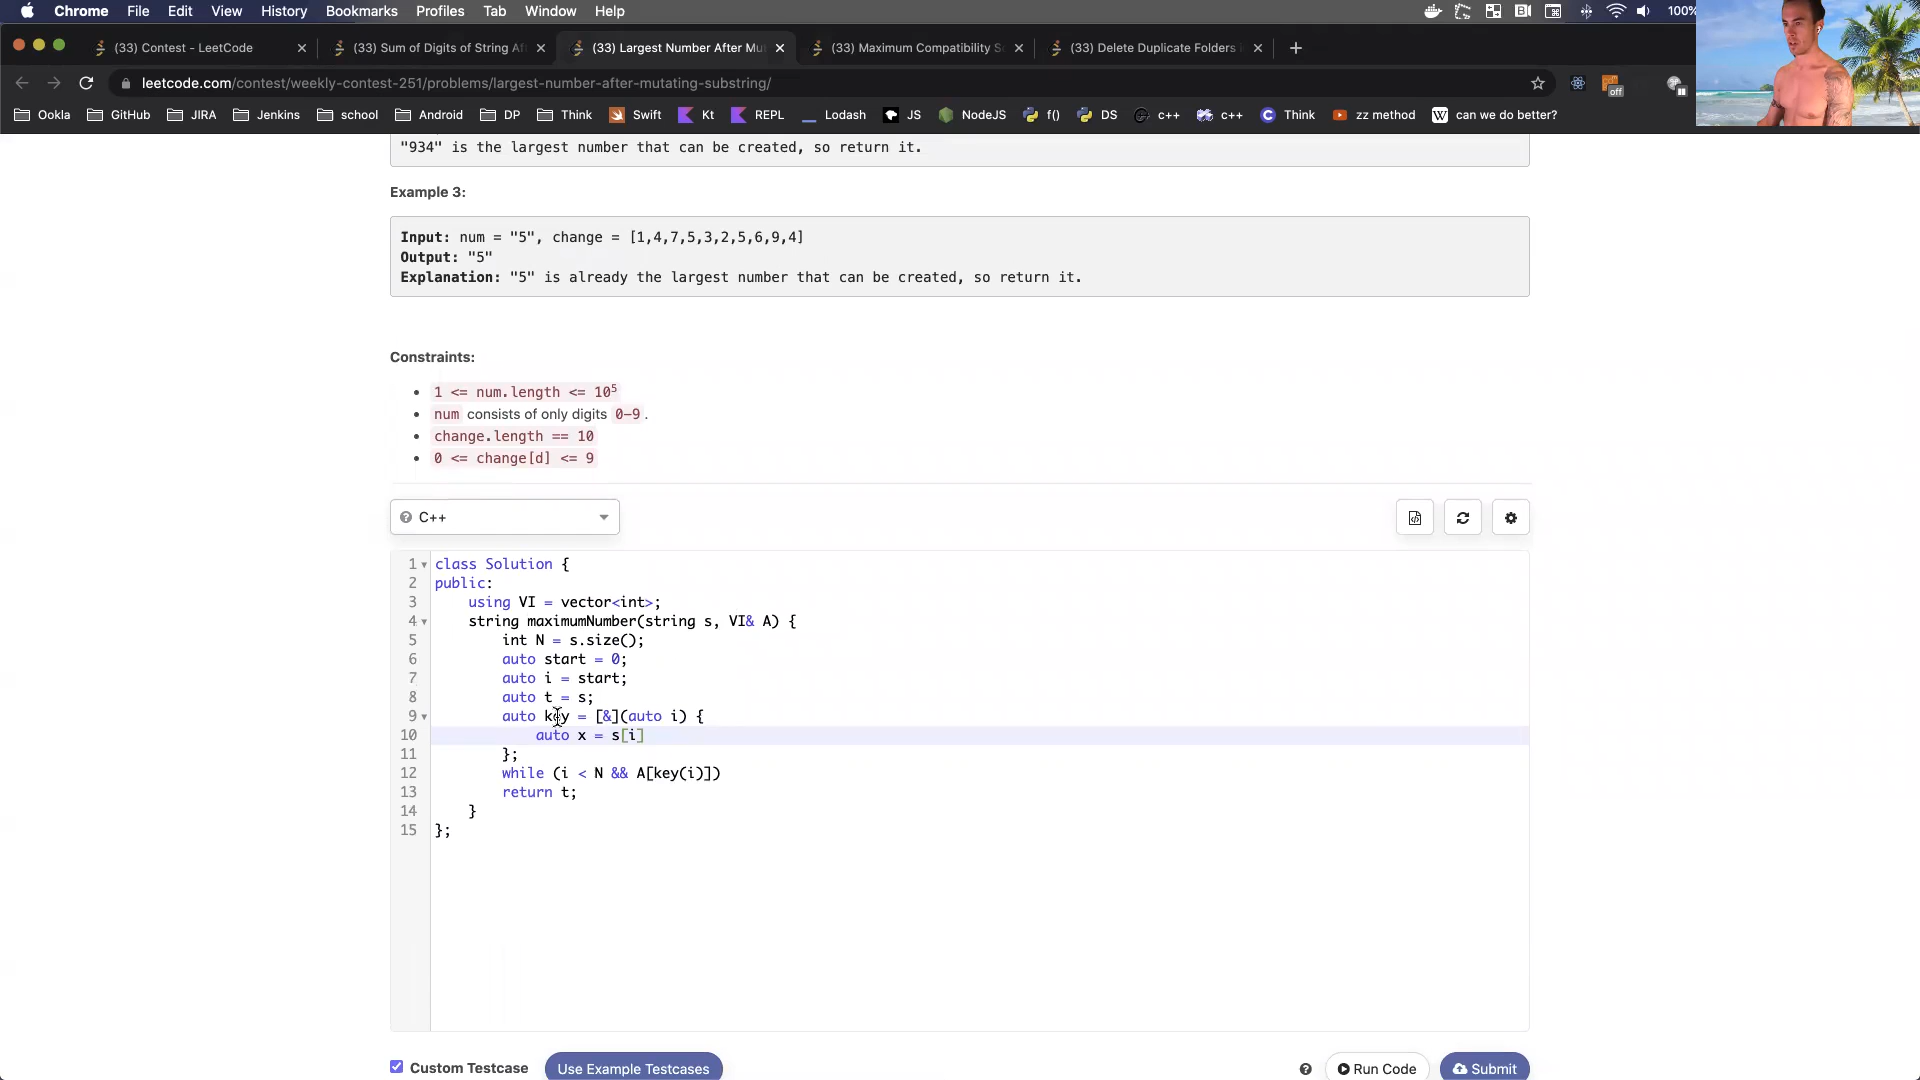 Chrome File Edit View History Bookmarks Profiles Tab Window Help 100%
(33) Contest - LeetCode
(33) Sum of Digits of String Af
(33) Largest Number After Mu
(33) Maximum Compatibility Sc
(33) Delete Duplicate Folders i
leetcode.com/contest/weekly-contest-251/problems/largest-number-after-mutating-substring/
off
Ookla GitHub JIRA Jenkins school Android DP Think Swift Kt REPL Lodash JS NodeJS f() DS c++ c++ Think zz method can we do better?
"934" is the largest number that can be created, so return it.
Example 3:
Input: num = "5", change = [1,4,7,5,3,2,5,6,9,4]
Output: "5"
Explanation: "5" is already the largest number that can be created, so return it.
Constraints:
1 <= num.length <= 10⁵
num consists of only digits 0-9 .
change.length == 10
0 <= change[d] <= 9
C++
1 class Solution {
2 public:
3 using VI = vector<int>;
4 string maximumNumber(string s, VI& A) {
5 int N = s.size();
6 auto start = 0;
7 auto i = start;
8 auto t = s;
9 auto key = [&](auto i) {
10 auto x = s[i]
11 };
12 while (i < N && A[key(i)])
13 return t;
14 }
15 };
Custom Testcase Use Example Testcases Run Code Submit